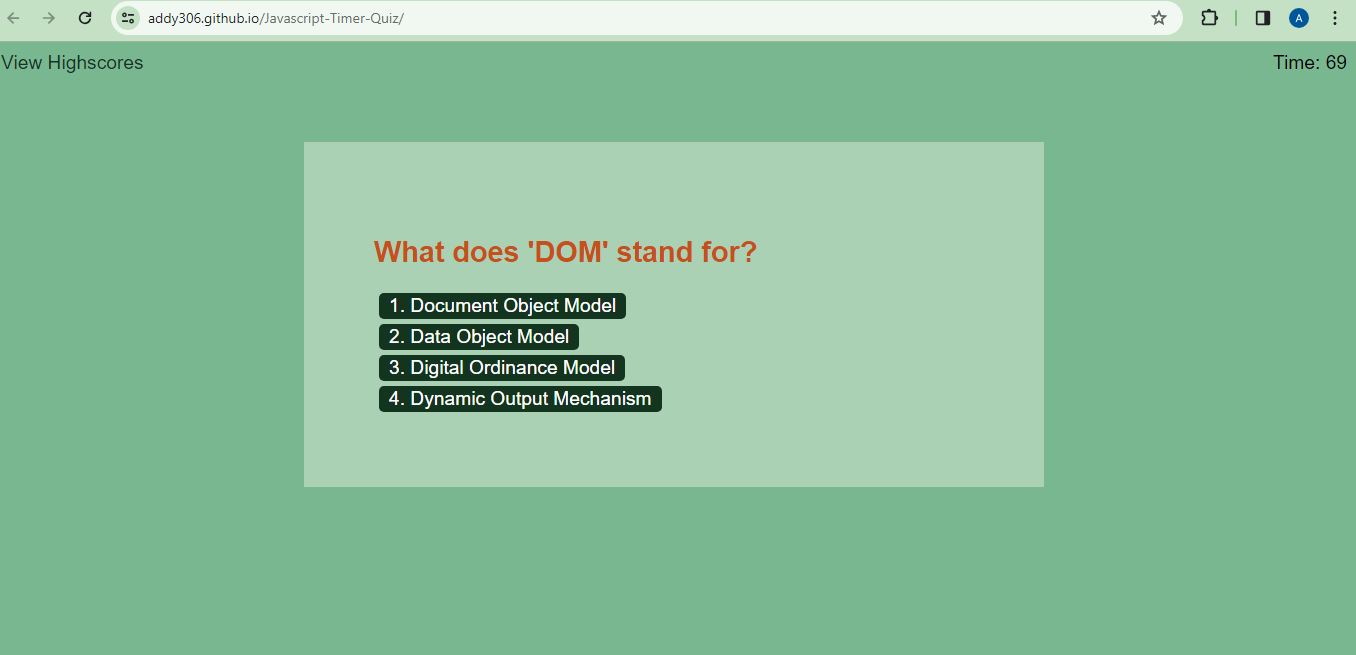 addy306.github.io/Javascript-Timer-Quiz/
A
View Highscores
Time: 69
What does 'DOM' stand for?
1. Document Object Model
2. Data Object Model
3. Digital Ordinance Model
4. Dynamic Output Mechanism